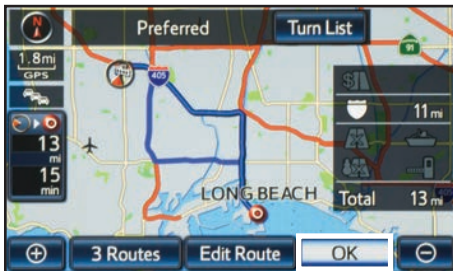 N
Preferred
Turn List
91
1.8mi
GPS
405
11 mi
13
mi
15
min
LONG BEACH
Total 13 mi
3 Routes
Edit Route
OK